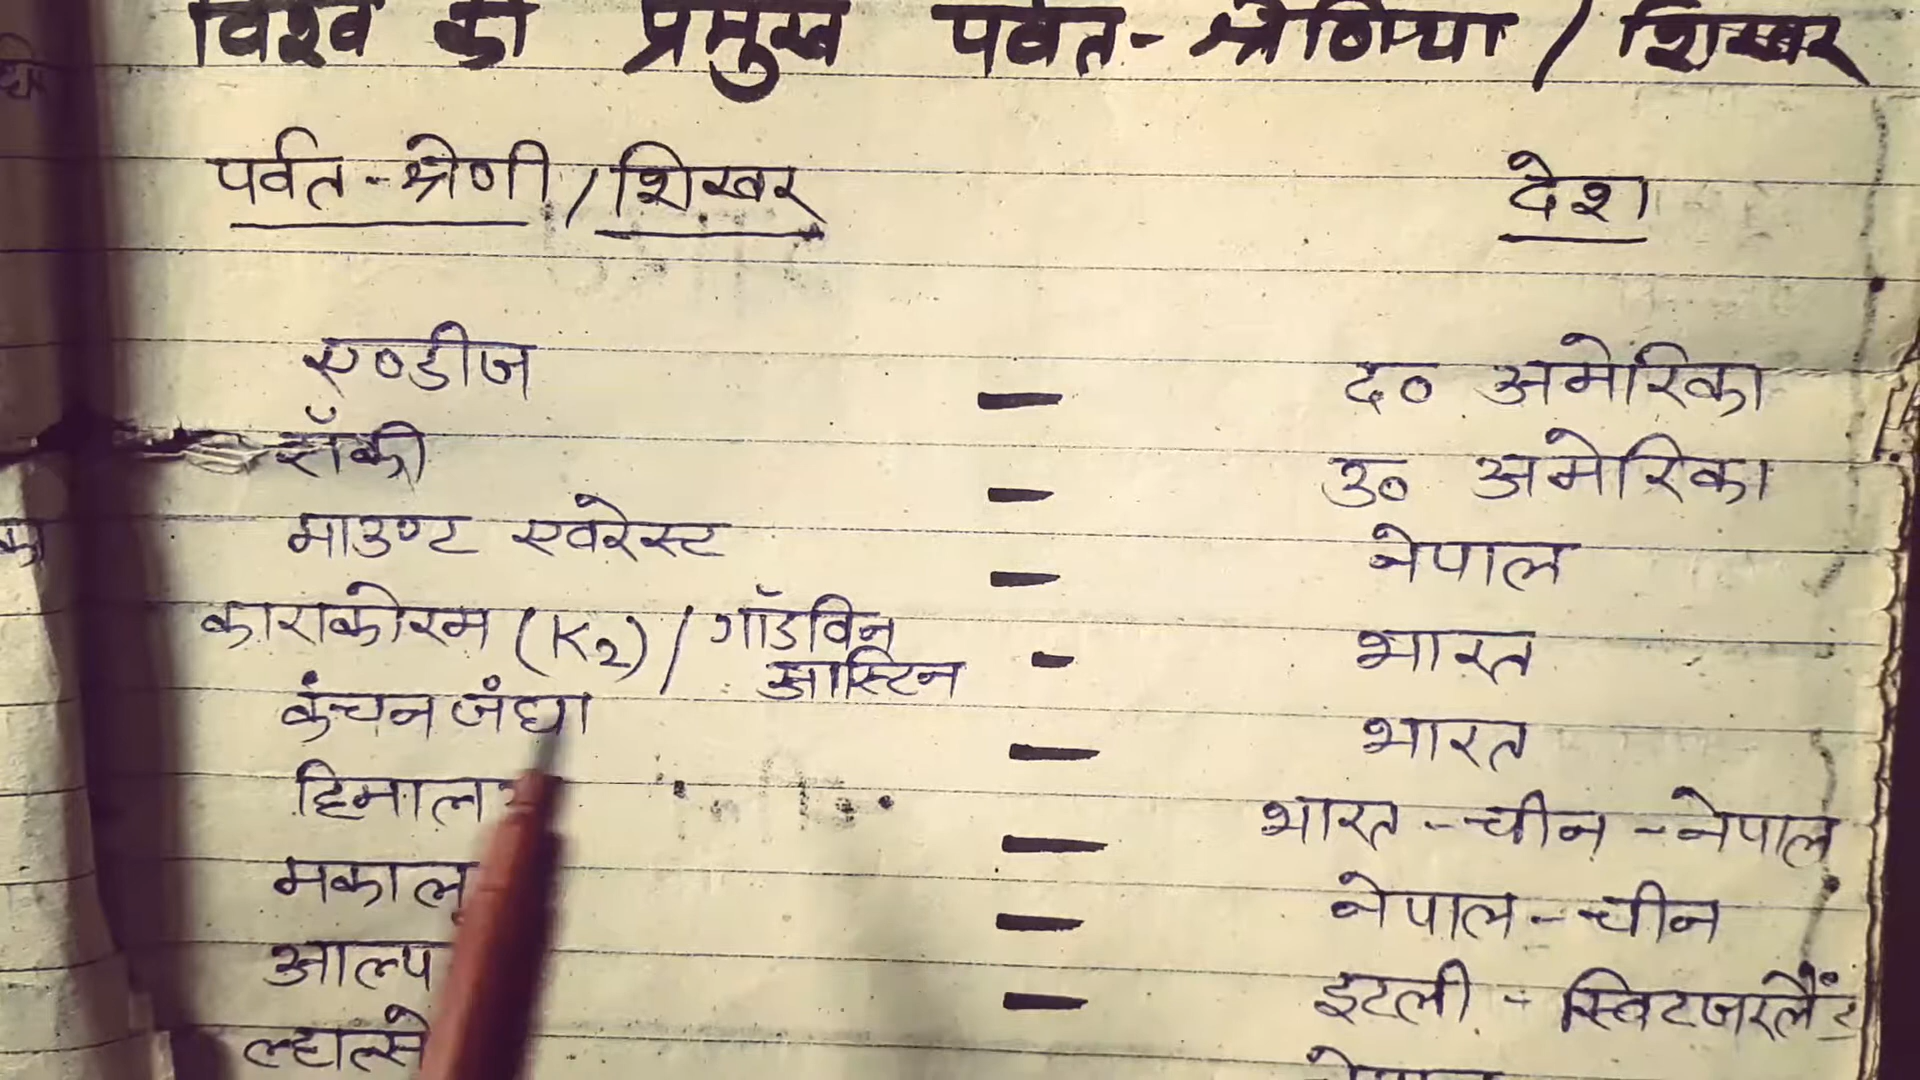 विश्व की प्रमुख पर्वत-श्रेणियां / शिखर
पर्वत-श्रेणी / शिखर देश
एण्डीज - द० अमेरिका
रॉकी - उ० अमेरिका
माउण्ट एवरेस्ट - नेपाल
काराकोरम (K2) / गॉडविन आस्टिन - भारत
कंचनजंघा - भारत
हिमाल - भारत-चीन-नेपाल
मकालू - नेपाल-चीन
आल्प - इटली - स्विटजरलैंट
ल्हात्से